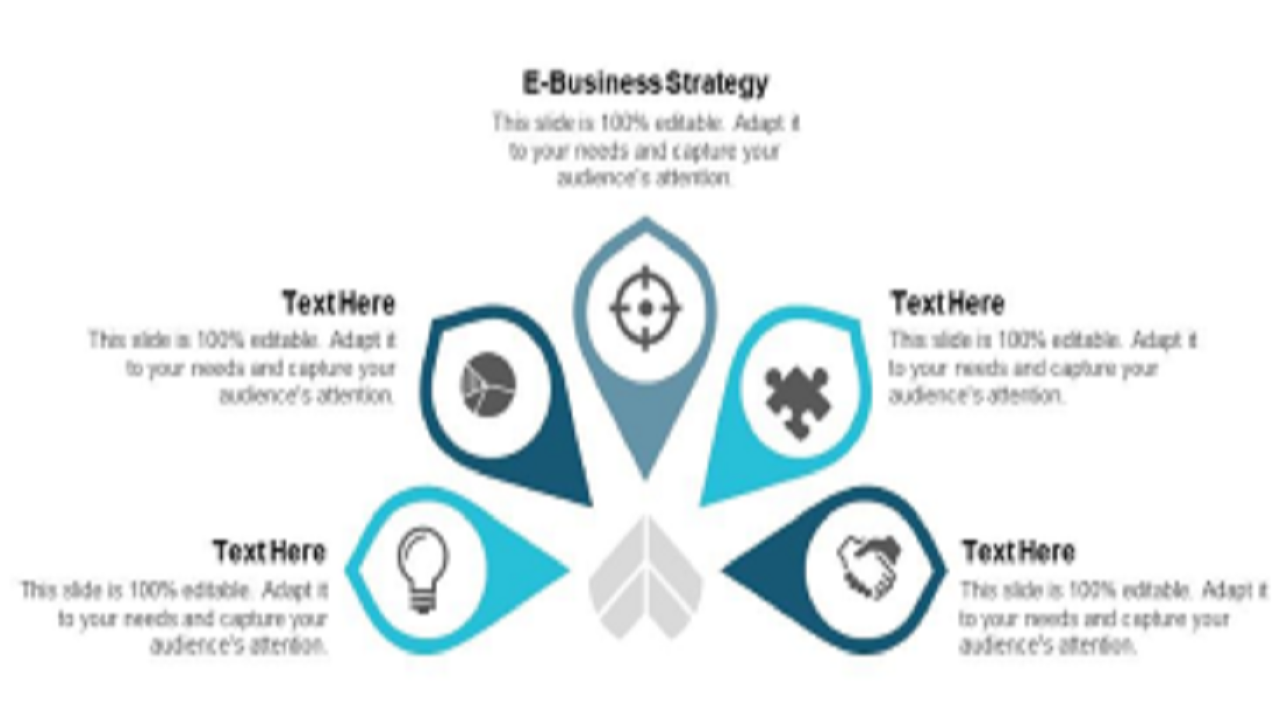 E-Business Strategy
This slide is 100% editable. Adapt it
to your needs and capture your
audience's attention.
Text Here
This slide is 100% editable. Adapt it
to your needs and capture your
audience's attention.
Text Here
This slide is 100% editable. Adapt it
to your needs and capture your
audience's attention.
Text Here
This slide is 100% editable. Adapt it
to your needs and capture your
audience's attention.
Text Here
This slide is 100% editable. Adapt it
to your needs and capture your
audience's attention.